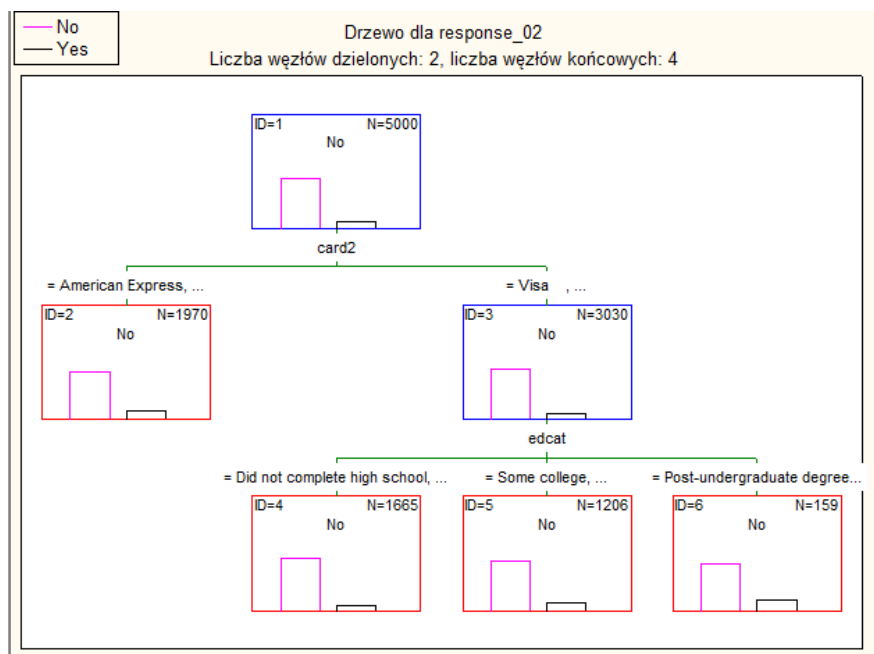 No
Yes
Drzewo dla response_02
Liczba węzłów dzielonych: 2, liczba węzłów końcowych: 4
ID=1 N=5000
No
card2
= American Express, ...
= Visa , ...
ID=2 N=1970
No
ID=3 N=3030
No
edcat
= Did not complete high school, ...
= Some college, ...
= Post-undergraduate degree...
ID=4 N=1665
No
ID=5 N=1206
No
ID=6 N=159
No